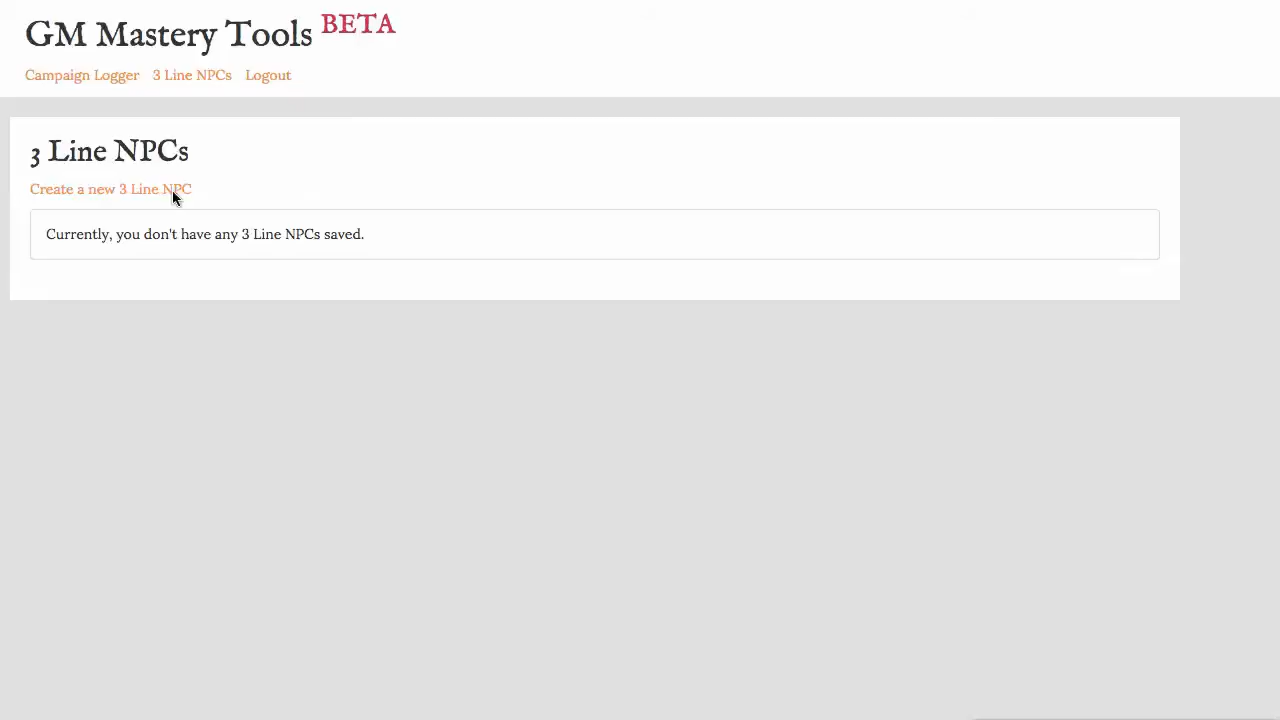 GM Mastery Tools BETA
Campaign Logger 3 Line NPCs Logout
3 Line NPCs
Create a new 3 Line NPC
Currently, you don't have any 3 Line NPCs saved.